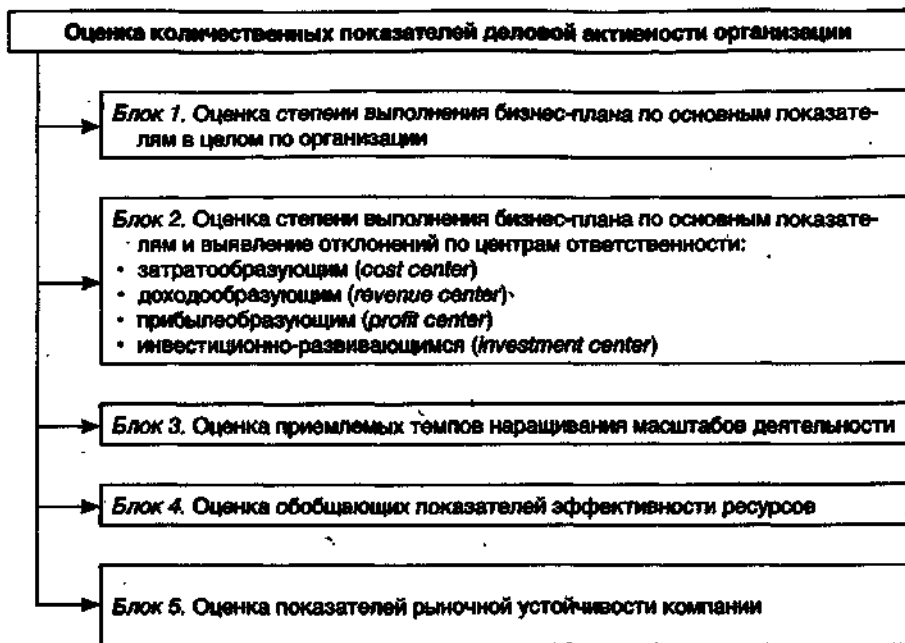 Оценка количественных показателей деловой активности организации
Блок 1. Оценка степени выполнения бизнес-плана по основным показате-
лям в целом по организации
Блок 2. Оценка степени выполнения бизнес-плана по основным показате-
лям и выявление отклонений по центрам ответственности:
• затратообразующим (cost center)
• доходообразующим (revenue center)
• прибылеобразующим (profit center)
• инвестиционно-развивающимся (investment center)
Блок 3. Оценка приемлемых темпов наращивания масштабов деятельности
Блок 4. Оценка обобщающих показателей эффективности ресурсов
Блок 5. Оценка показателей рыночной устойчивости компании